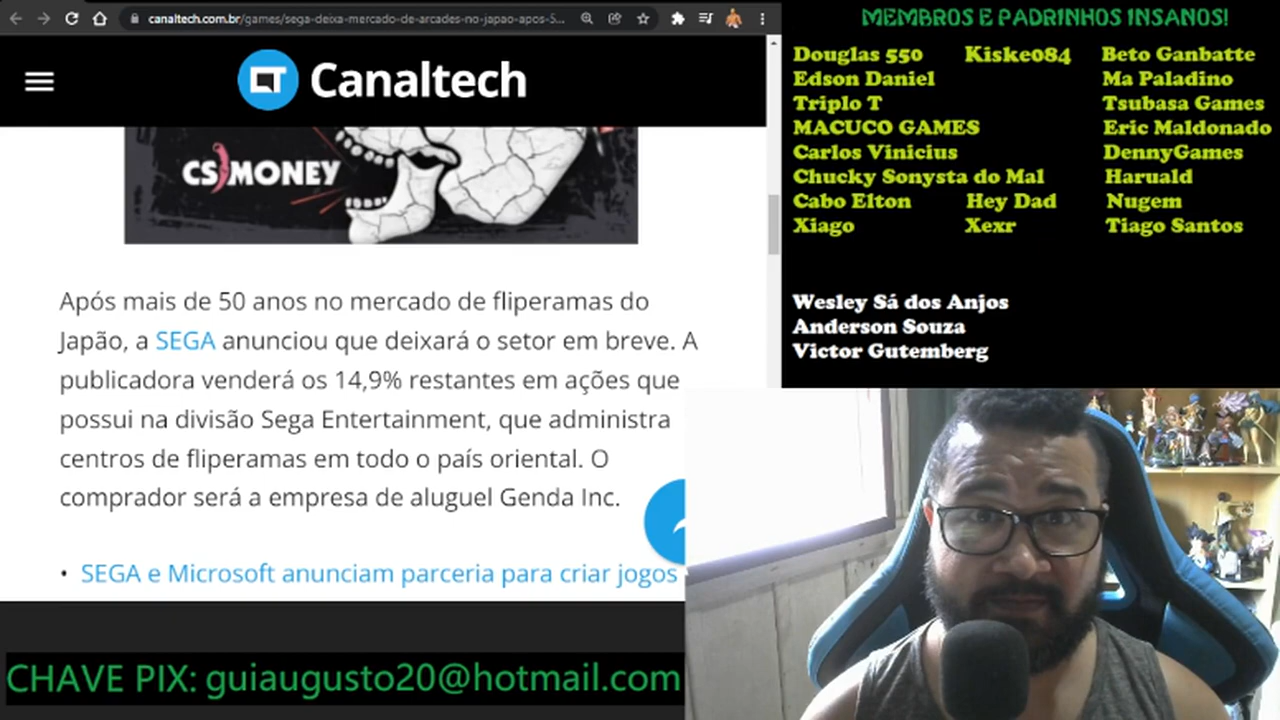 canaltech.com.br/games/sega-deixa-mercado-de-arcades-no-japao-apos-5...
Canaltech
CS MONEY
Após mais de 50 anos no mercado de fliperamas do
Japão, a SEGA anunciou que deixará o setor em breve. A
publicadora venderá os 14,9% restantes em ações que
possui na divisão Sega Entertainment, que administra
centros de fliperamas em todo o país oriental. O
comprador será a empresa de aluguel Genda Inc.
• SEGA e Microsoft anunciam parceria para criar jogos
CHAVE PIX: guiaugusto20@hotmail.com
MEMBROS E PADRINHOS INSANOS!
Douglas 550 Kiske084 Beto Ganbatte
Edson Daniel Ma Paladino
Triplo T Tsubasa Games
MACUCO GAMES Eric Maldonado
Carlos Vinicius DennyGames
Chucky Sonysta do Mal Haruald
Cabo Elton Hey Dad Nugem
Xiago Xexr Tiago Santos
Wesley Sá dos Anjos
Anderson Souza
Victor Gutemberg